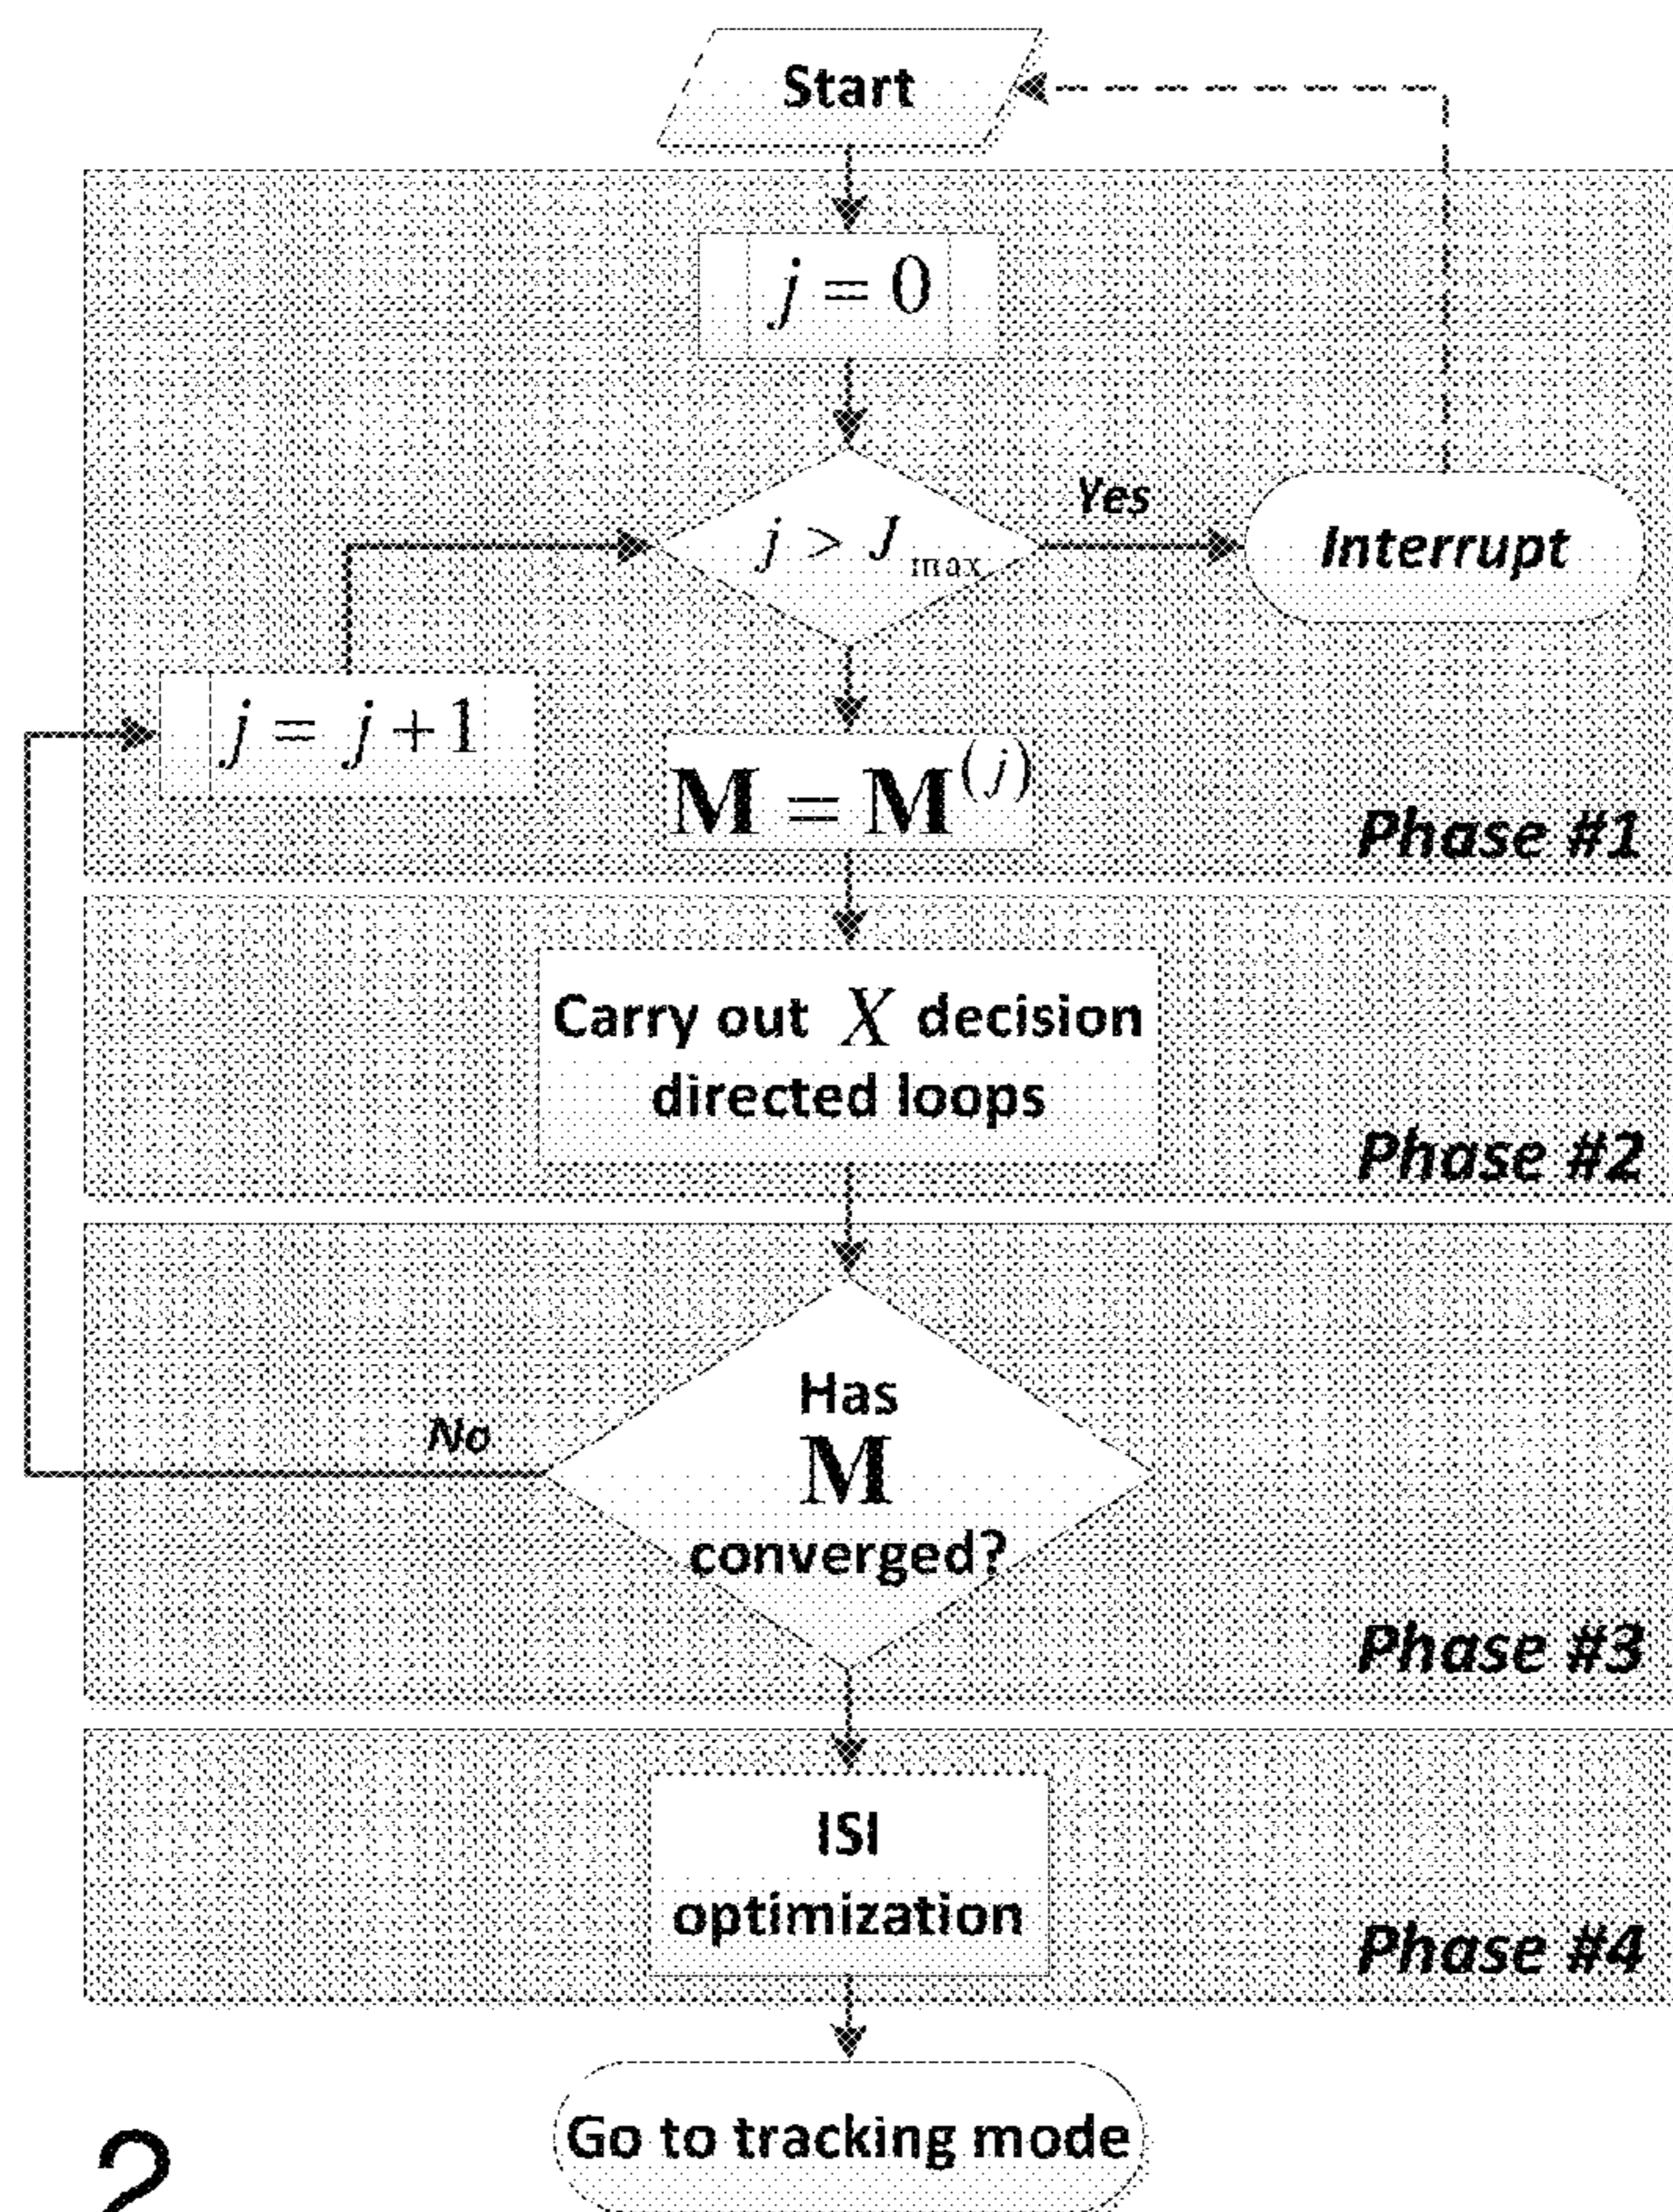 Start
j = 0
j > J max
Yes
Interrupt
j = j + 1
M = M^(j)
Phase #1
Carry out X decision
directed loops
Phase #2
Has
M
converged?
No
Phase #3
ISI
optimization
Phase #4
Go to tracking mode
2